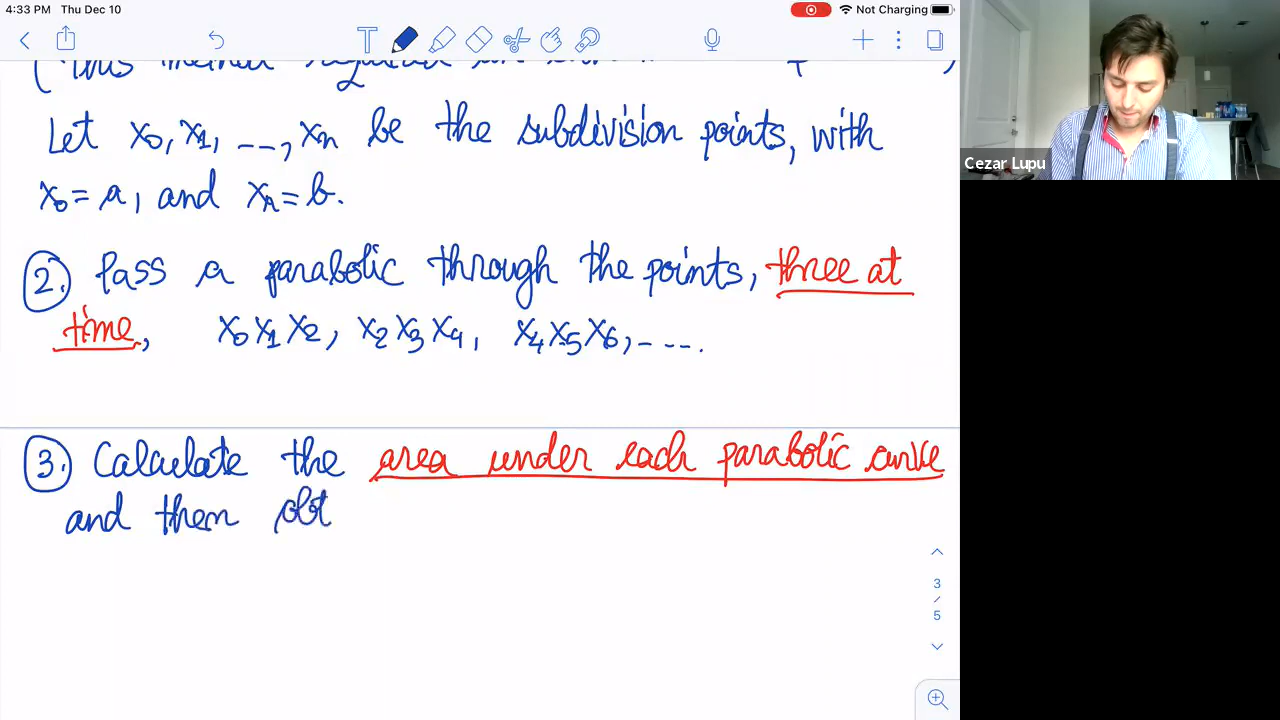 4:33 PM Thu Dec 10
Not Charging
Let x0, x1, ..., xn be the subdivision points, with
x0 = a, and xn = b.
2. Pass a parabolic through the points, three at
time, x0x1x2, x2x3x4, x4x5x6, ....
3. Calculate the area under each parabolic curve
and them obt
3
/
5
Cezar Lupu